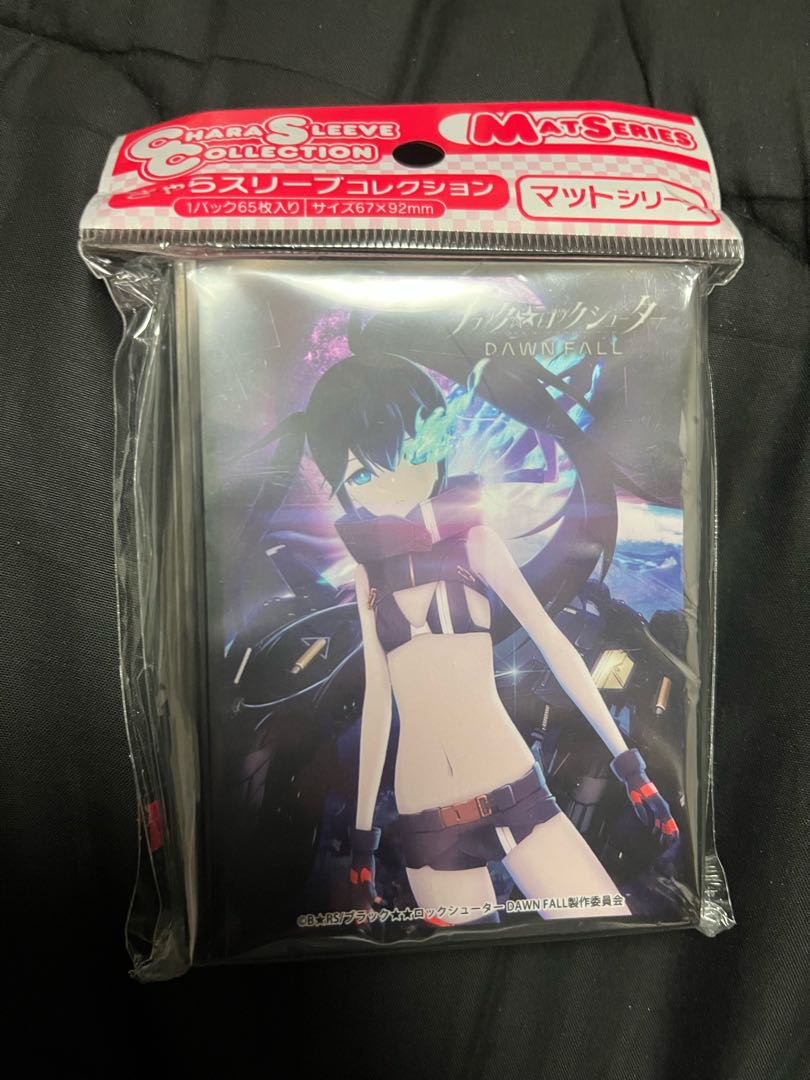 CHARA SLEEVE
COLLECTION
MAT SERIES
きゃらスリーブコレクション
1パック65枚入り サイズ67×92mm
マットシリーズ
ブラック★★ロックシューター
DAWN FALL
©B★RS/ブラック★★ロックシューター DAWN FALL製作委員会